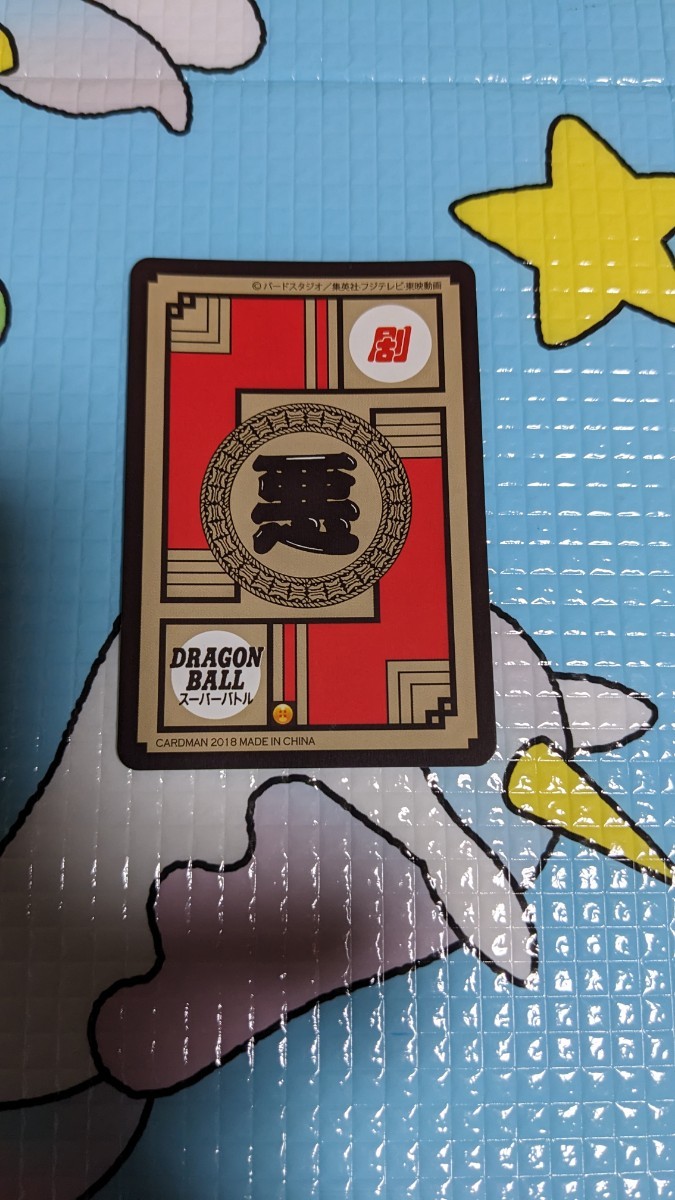 ©バードスタジオ／集英社・フジテレビ・東映動画
劇
悪
DRAGON
BALL
スーパーバトル
CARDMAN 2018 MADE IN CHINA